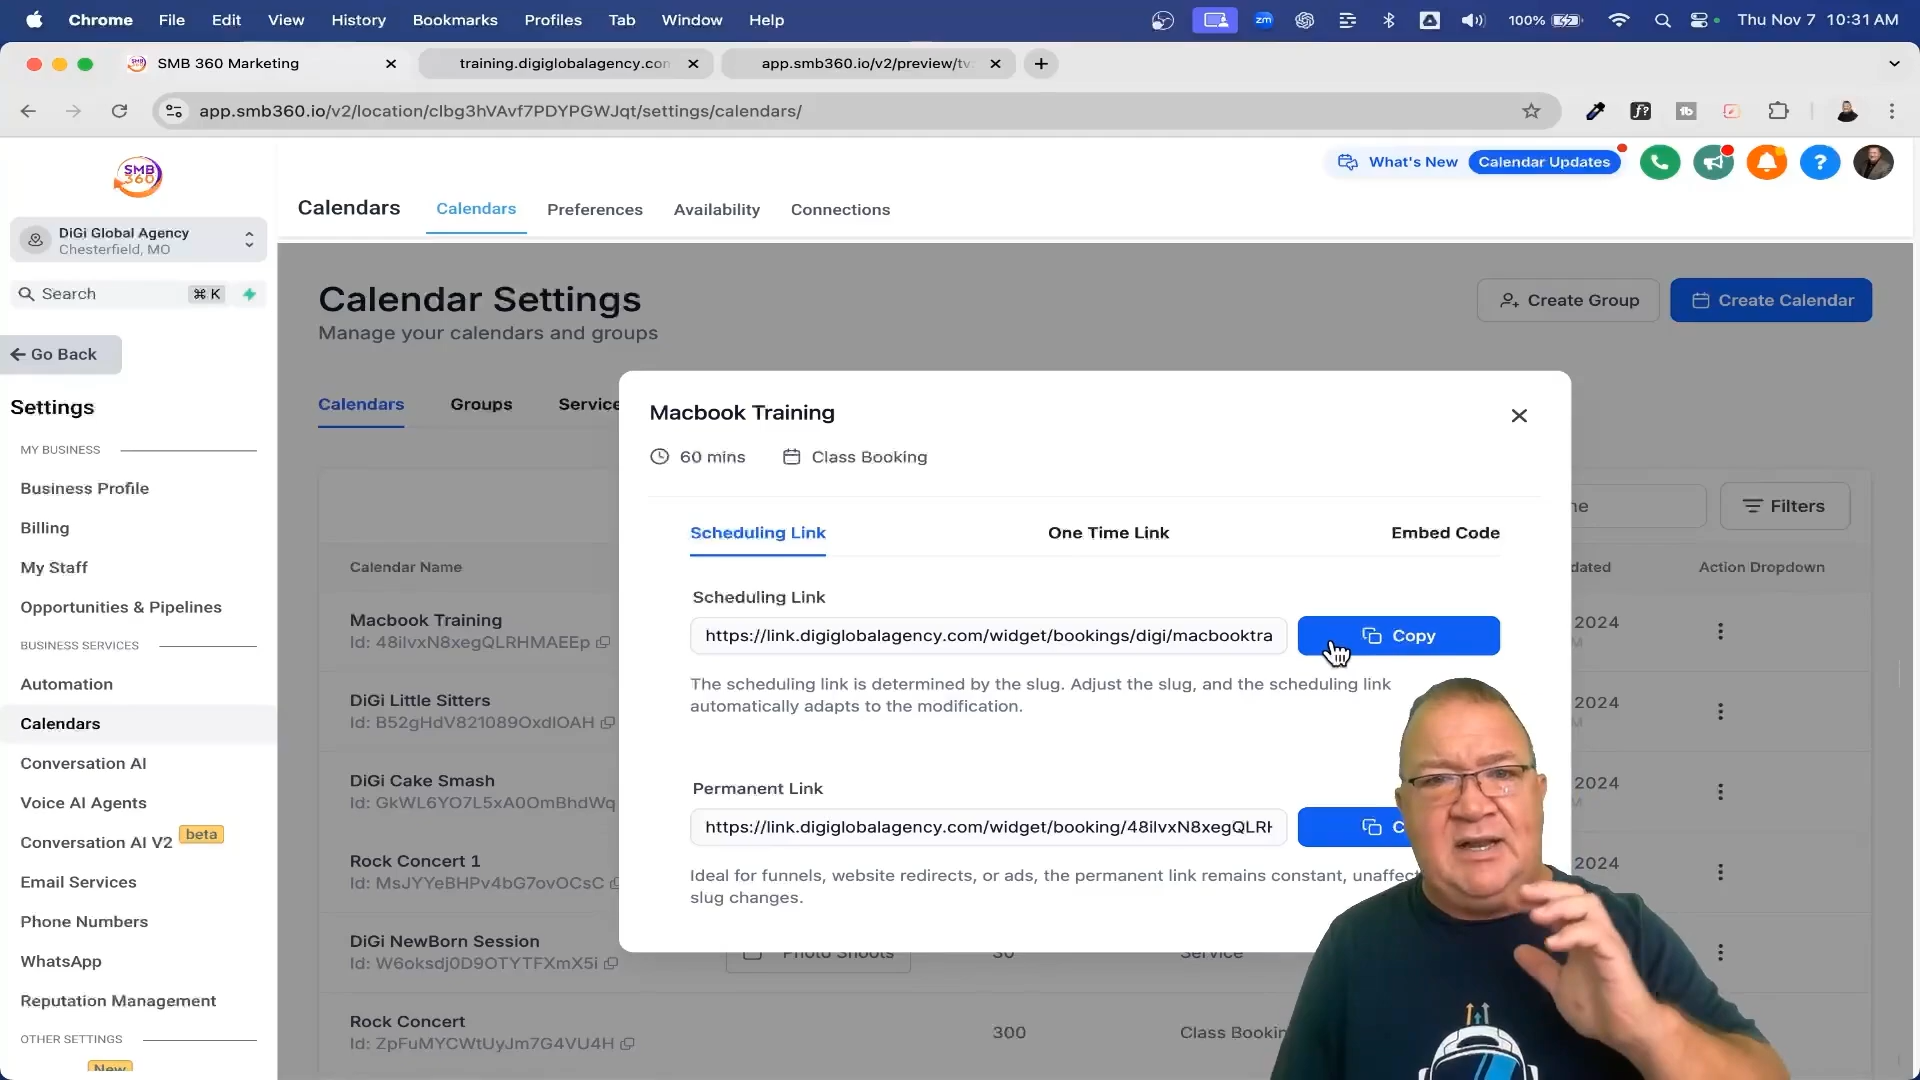 Chrome File Edit View History Bookmarks Profiles Tab Window Help
zm 100% Thu Nov 7 10:31 AM
SMB 360 Marketing training.digiglobalagency.con app.smb360.io/v2/preview/tv
app.smb360.io/v2/location/clbg3hVAvf7PDYPGWJqt/settings/calendars/
SMB
360
What's New Calendar Updates
Calendars Calendars Preferences Availability Connections
DiGi Global Agency
Chesterfield, MO
Search ⌘ K
Go Back
Settings
MY BUSINESS
Business Profile
Billing
My Staff
Opportunities & Pipelines
BUSINESS SERVICES
Automation
Calendars
Conversation AI
Voice AI Agents
Conversation AI V2 beta
Email Services
Phone Numbers
WhatsApp
Reputation Management
OTHER SETTINGS
New
Calendar Settings
Manage your calendars and groups
Create Group Create Calendar
Calendars Groups Service
Filters
Calendar Name dated Action Dropdown
Macbook Training
Id: 48ilvxN8xegQLRHMAEEp
2024
DiGi Little Sitters
Id: B52gHdV821089OxdlOAH
2024
DiGi Cake Smash
Id: GkWL6YO7L5xA0OmBhdWq
2024
Rock Concert 1
Id: MsJYYeBHPv4bG7ovOCsC
2024
DiGi NewBorn Session
Id: W6oksdj0D9OTYTFXmX5i
Photo Shoots 30 Service
Rock Concert
Id: ZpFuMYCWtUyJm7G4VU4H
300 Class Bookin
Macbook Training
60 mins Class Booking
Scheduling Link One Time Link Embed Code
Scheduling Link
https://link.digiglobalagency.com/widget/bookings/digi/macbooktra Copy
The scheduling link is determined by the slug. Adjust the slug, and the scheduling link
automatically adapts to the modification.
Permanent Link
https://link.digiglobalagency.com/widget/booking/48ilvxN8xegQLRH C
Ideal for funnels, website redirects, or ads, the permanent link remains constant, unaffect
slug changes.